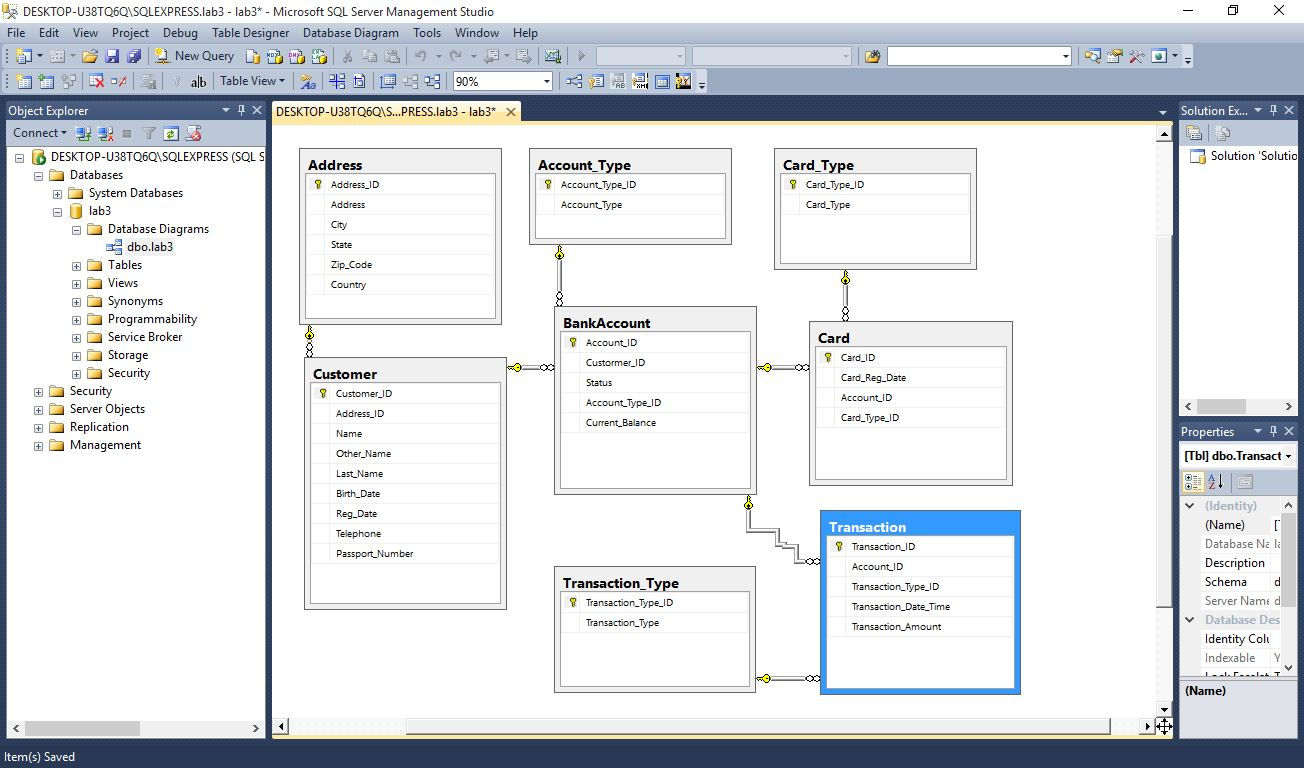 DESKTOP-U38TQ6Q\SQLEXPRESS.lab3 - lab3* - Microsoft SQL Server Management Studio
File Edit View Project Debug Table Designer Database Diagram Tools Window Help
New Query
Table View
90%
Object Explorer
Connect
DESKTOP-U38TQ6Q\SQLEXPRESS (SQL S
Databases
System Databases
lab3
Database Diagrams
dbo.lab3
Tables
Views
Synonyms
Programmability
Service Broker
Storage
Security
Security
Server Objects
Replication
Management
DESKTOP-U38TQ6Q\S...PRESS.lab3 - lab3*
Address
Address_ID
Address
City
State
Zip_Code
Country
Account_Type
Account_Type_ID
Account_Type
Card_Type
Card_Type_ID
Card_Type
Customer
Customer_ID
Address_ID
Name
Other_Name
Last_Name
Birth_Date
Reg_Date
Telephone
Passport_Number
BankAccount
Account_ID
Custormer_ID
Status
Account_Type_ID
Current_Balance
Card
Card_ID
Card_Reg_Date
Account_ID
Card_Type_ID
Transaction_Type
Transaction_Type_ID
Transaction_Type
Transaction
Transaction_ID
Account_ID
Transaction_Type_ID
Transaction_Date_Time
Transaction_Amount
Solution Ex...
Solution 'Solutio
Properties
[Tbl] dbo.Transact
(Identity)
(Name) [
Database Na la
Description
Schema d
Server Name d
Database Des
Identity Colu
Indexable Y
(Name)
Item(s) Saved